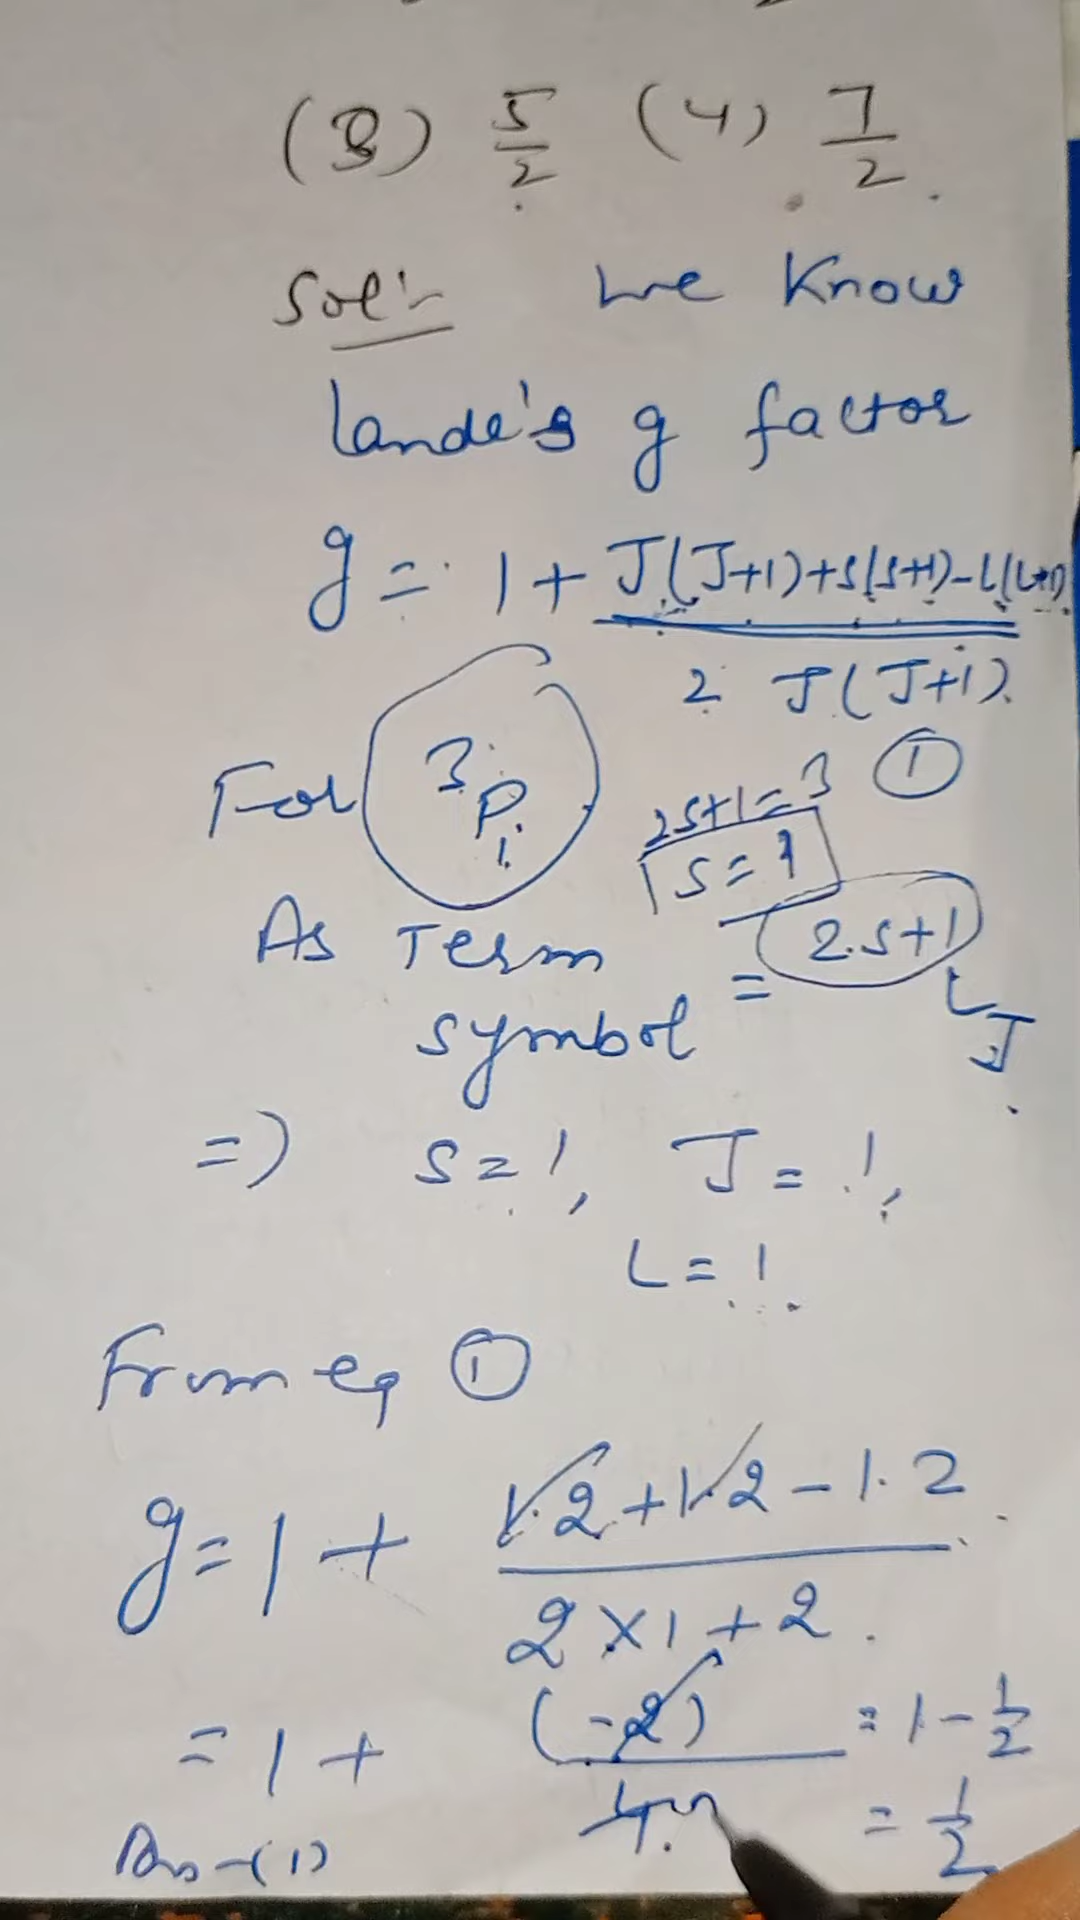 (3) 5/2 (4) 7/2
Sol:- we know
Lande's g factor
g = 1 + J(J+1)+s(s+1)-L(L+1) / 2 J(J+1)
①
For ³P₁
2s+1=3
s=1
As Term symbol = 2s+1 L J
=> s=1, J=1,
L=1.
From eq ①
g = 1 + 1.2+1.2-1.2 / 2×1+2
= 1 + (-2) / 4 = 1 - 1/2
Ans-(1) = 1/2